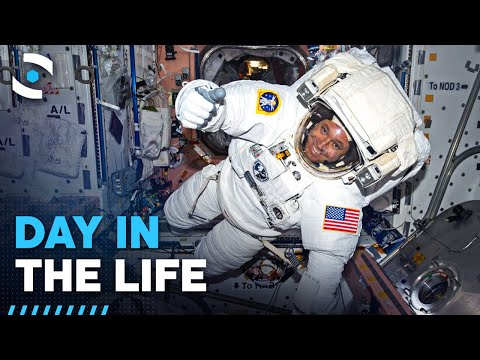 A/L
To NOD 3
DAY IN
THE LIFE